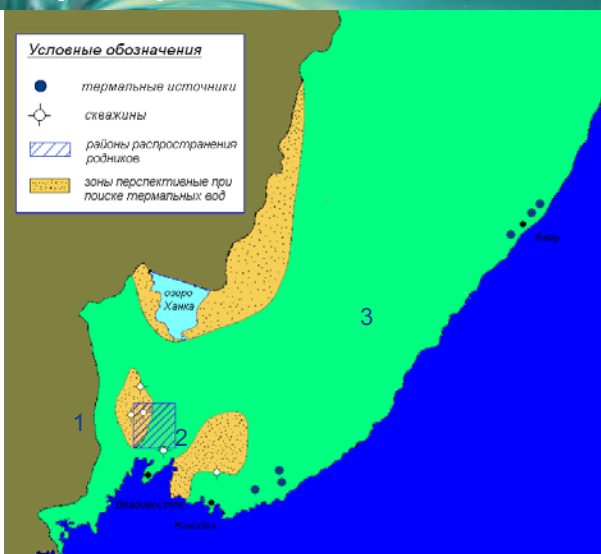 Условные обозначения
термальные источники
скважины
районы распространения
родников
зоны перспективные при
поиске термальных вод
озеро
Ханка
Амгу
3
1
2
Владивосток
Находка